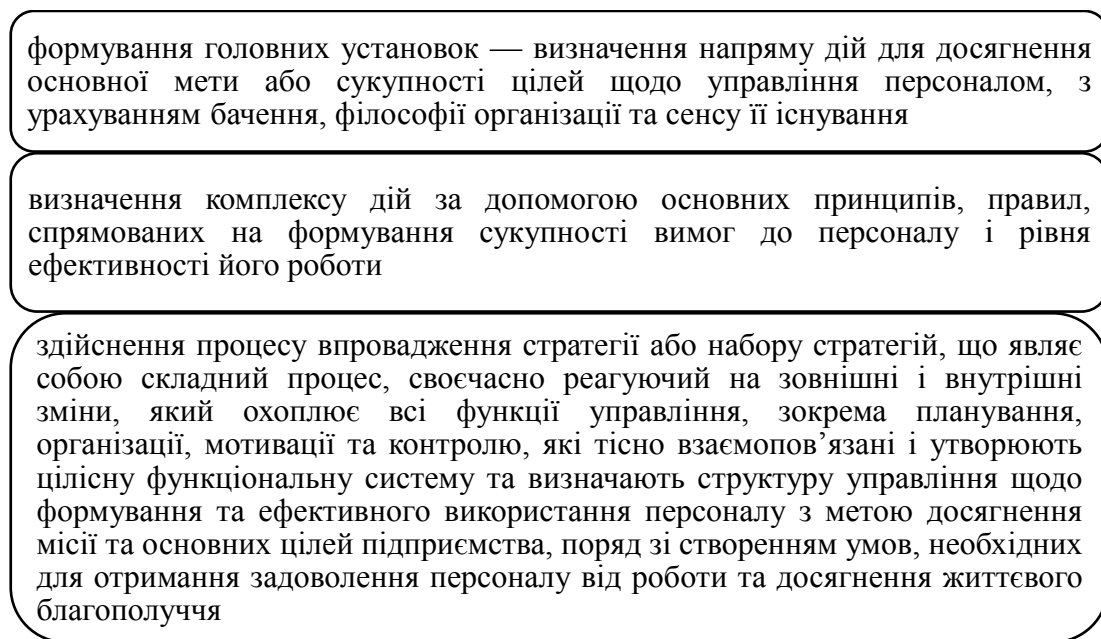 формування головних установок — визначення напряму дій для досягнення
основної мети або сукупності цілей щодо управління персоналом, з
урахуванням бачення, філософії організації та сенсу її існування
визначення комплексу дій за допомогою основних принципів, правил,
спрямованих на формування сукупності вимог до персоналу і рівня
ефективності його роботи
здійснення процесу впровадження стратегії або набору стратегій, що являє
собою складний процес, своєчасно реагуючий на зовнішні і внутрішні
зміни, який охоплює всі функції управління, зокрема планування,
організації, мотивації та контролю, які тісно взаємопов’язані і утворюють
цілісну функціональну систему та визначають структуру управління щодо
формування та ефективного використання персоналу з метою досягнення
місії та основних цілей підприємства, поряд зі створенням умов, необхідних
для отримання задоволення персоналу від роботи та досягнення життєвого
благополуччя